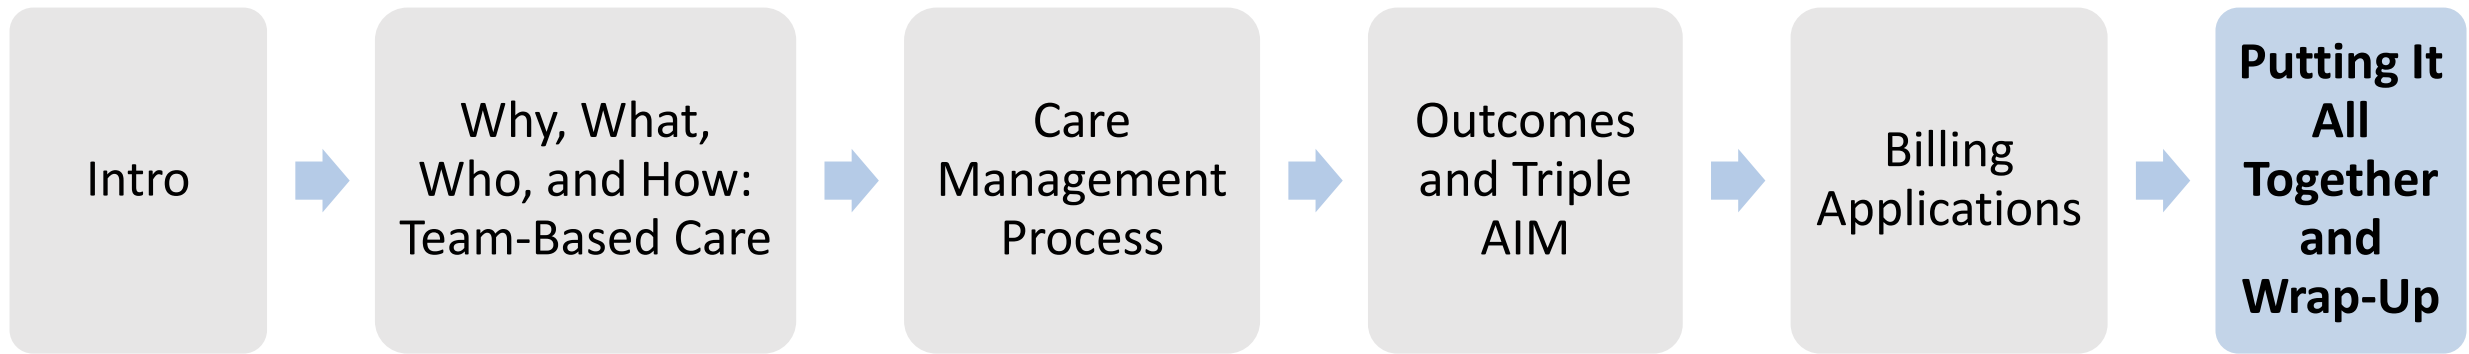 Intro
Why, What,
Who, and How:
Team-Based Care
Care
Management
Process
Outcomes
and Triple
AIM
Billing
Applications
Putting It
All
Together
and
Wrap-Up